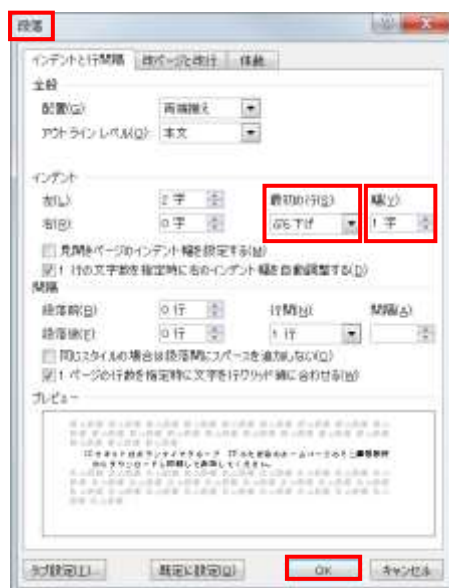 段落
インデントと行間隔 改ページと改行 体裁
全般
配置(G) 両端揃え
アウトライン レベル(O): 本文
インデント
左(L): 2 字 最初の行(S): 幅(Y):
右(R): 0 字 ぶら下げ 1 字
見開きページのインデント幅を設定する(M)
1 行の文字数を指定時に右のインデント幅を自動調整する(D)
間隔
段落前(B): 0 行 行間(N): 間隔(A):
段落後(F): 0 行 1 行
同じスタイルの場合は段落間にスペースを追加しない(C)
1 ページの行数を指定時に文字を行グリッド線に合わせる(W)
プレビュー
タブ設定(T)... 既定に設定(D) OK キャンセル